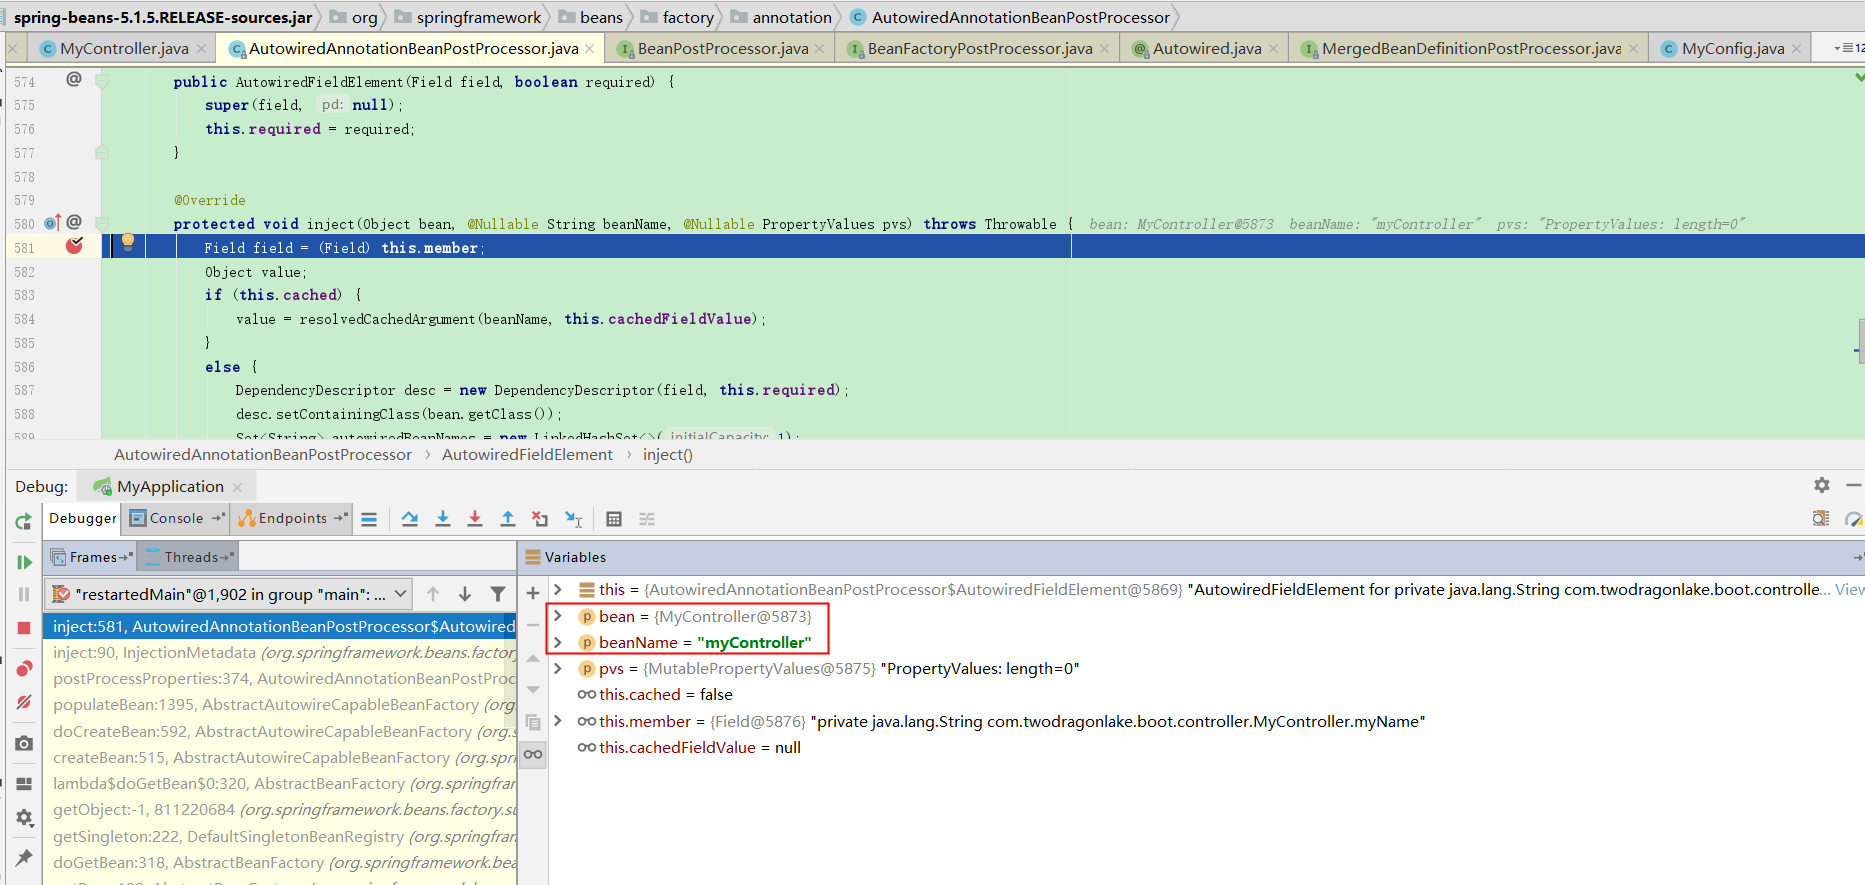 spring-beans-5.1.5.RELEASE-sources.jar org springframework beans factory annotation AutowiredAnnotationBeanPostProcessor
MyController.java AutowiredAnnotationBeanPostProcessor.java BeanPostProcessor.java BeanFactoryPostProcessor.java Autowired.java MergedBeanDefinitionPostProcessor.java MyConfig.java 12
574 @ public AutowiredFieldElement(Field field, boolean required) {
575 super(field, pd: null);
576 this.required = required;
577 }
578
579 @Override
580 @ protected void inject(Object bean, @Nullable String beanName, @Nullable PropertyValues pvs) throws Throwable { bean: MyController@5873 beanName: "myController" pvs: "PropertyValues: length=0"
581 Field field = (Field) this.member;
582 Object value;
583 if (this.cached) {
584 value = resolvedCachedArgument(beanName, this.cachedFieldValue);
585 }
586 else {
587 DependencyDescriptor desc = new DependencyDescriptor(field, this.required);
588 desc.setContainingClass(bean.getClass());
589 Set<String> autowiredBeanNames = new LinkedHashSet<>( initialCapacity: 1);
AutowiredAnnotationBeanPostProcessor › AutowiredFieldElement › inject()
Debug: MyApplication
Debugger Console Endpoints
Frames Threads
"restartedMain"@1,902 in group "main": ...
inject:581, AutowiredAnnotationBeanPostProcessor$Autowired
inject:90, InjectionMetadata (org.springframework.beans.factory.
postProcessProperties:374, AutowiredAnnotationBeanPostProc
populateBean:1395, AbstractAutowireCapableBeanFactory (org.
doCreateBean:592, AbstractAutowireCapableBeanFactory (org.s
createBean:515, AbstractAutowireCapableBeanFactory (org.spr
lambda$doGetBean$0:320, AbstractBeanFactory (org.springfram
getObject:-1, 811220684 (org.springframework.beans.factory.su
getSingleton:222, DefaultSingletonBeanRegistry (org.springfran
doGetBean:318, AbstractBeanFactory (org.springframework.bea
Variables
this = {AutowiredAnnotationBeanPostProcessor$AutowiredFieldElement@5869} "AutowiredFieldElement for private java.lang.String com.twodragonlake.boot.controlle... View
bean = {MyController@5873}
beanName = "myController"
pvs = {MutablePropertyValues@5875} "PropertyValues: length=0"
this.cached = false
this.member = {Field@5876} "private java.lang.String com.twodragonlake.boot.controller.MyController.myName"
this.cachedFieldValue = null